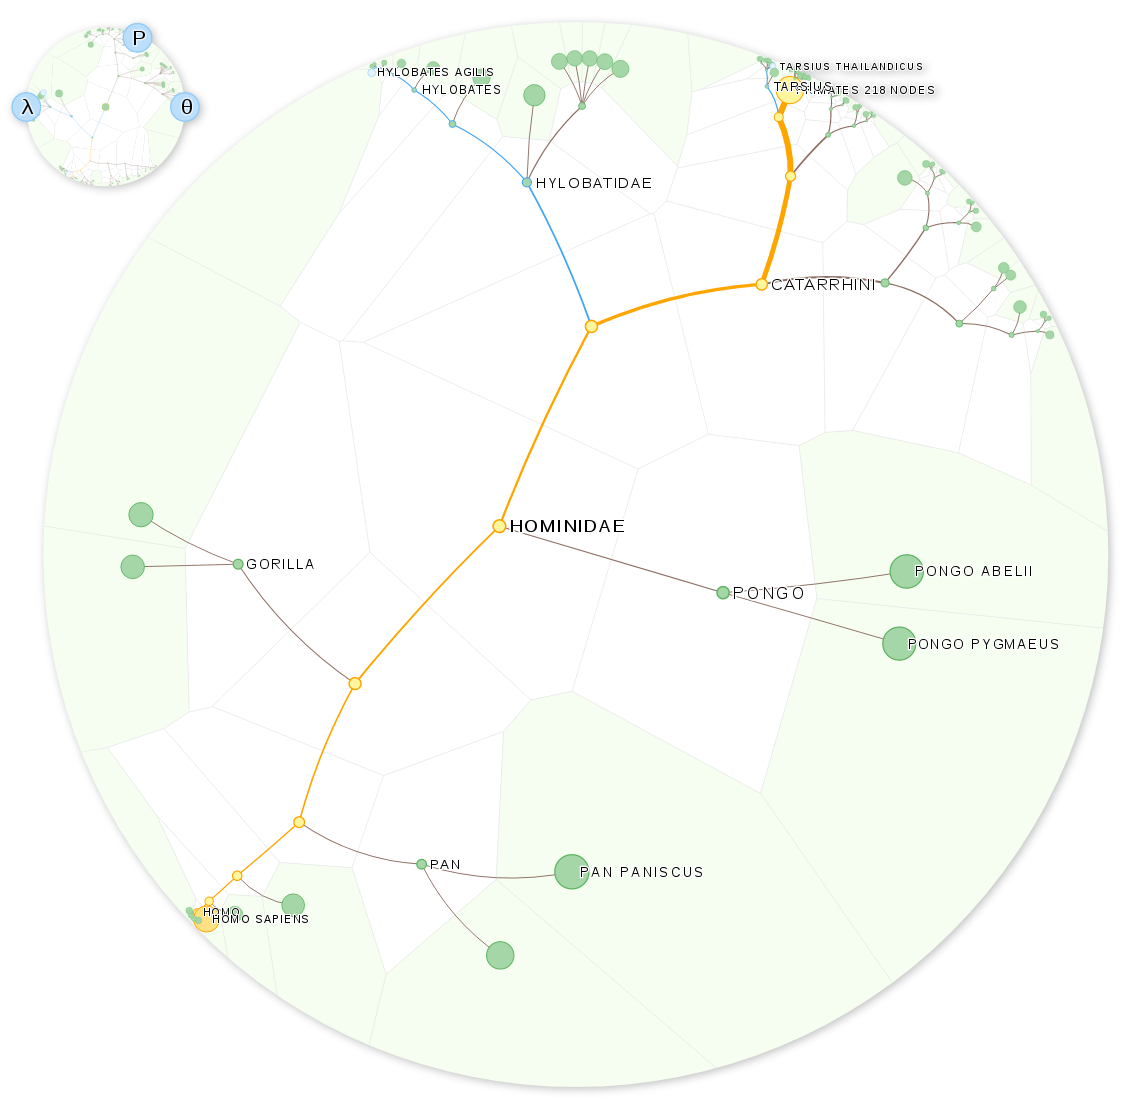 P
λ
θ
HYLOBATES AGILIS
HYLOBATES
TARSIUS THAILANDICUS
TARSIUS
PRIMATES 218 NODES
HYLOBATIDAE
CATARRHINI
HOMINIDAE
GORILLA
PONGO ABELII
PONGO
PONGO PYGMAEUS
PAN
PAN PANISCUS
HOMO
HOMO SAPIENS